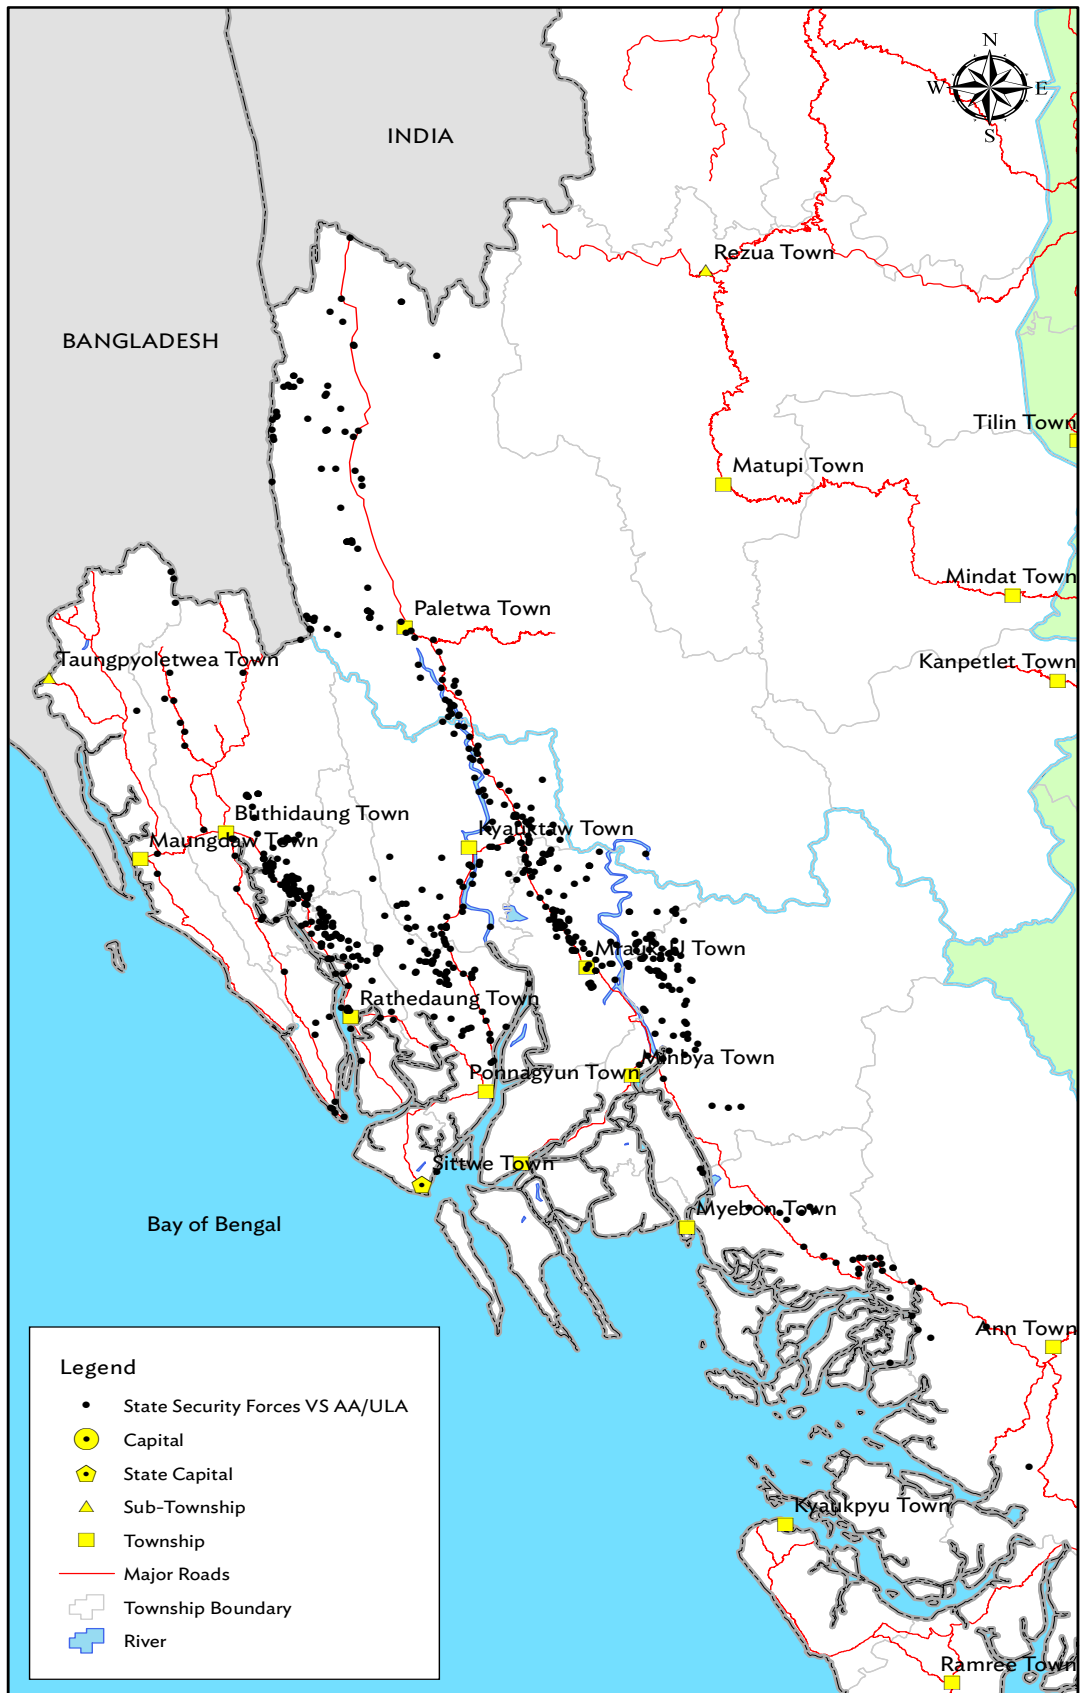 N
W
E
S
INDIA
Rezua Town
BANGLADESH
Tilin Town
Matupi Town
Mindat Town
Paletwa Town
Taungpyoletwea Town
Kanpetlet Town
Buthidaung Town
Kyauktaw Town
Maungdaw Town
Mrauk-U Town
Rathedaung Town
Minbya Town
Ponnagyun Town
Sittwe Town
Myebon Town
Bay of Bengal
Ann Town
Legend
State Security Forces VS AA/ULA
Capital
State Capital
Sub-Township
Township
Major Roads
Township Boundary
River
Kyaukpyu Town
Ramree Town